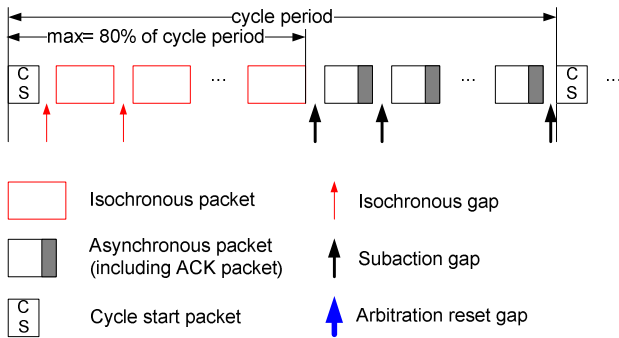 cycle period
max= 80% of cycle period
C
S
...
...
C
S
...
Isochronous packet
Isochronous gap
Asynchronous packet
(including ACK packet)
Subaction gap
C
S
Cycle start packet
Arbitration reset gap